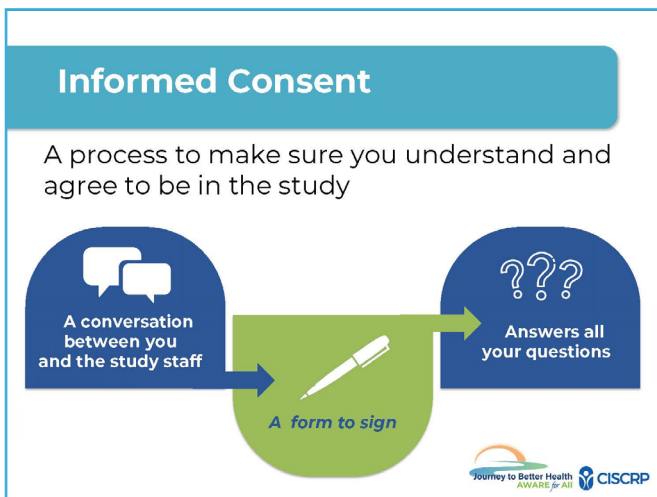 Informed Consent
A process to make sure you understand and
agree to be in the study
A conversation
between you
and the study staff
A form to sign
???
Answers all
your questions
Journey to Better Health
AWARE for All
CISCRP